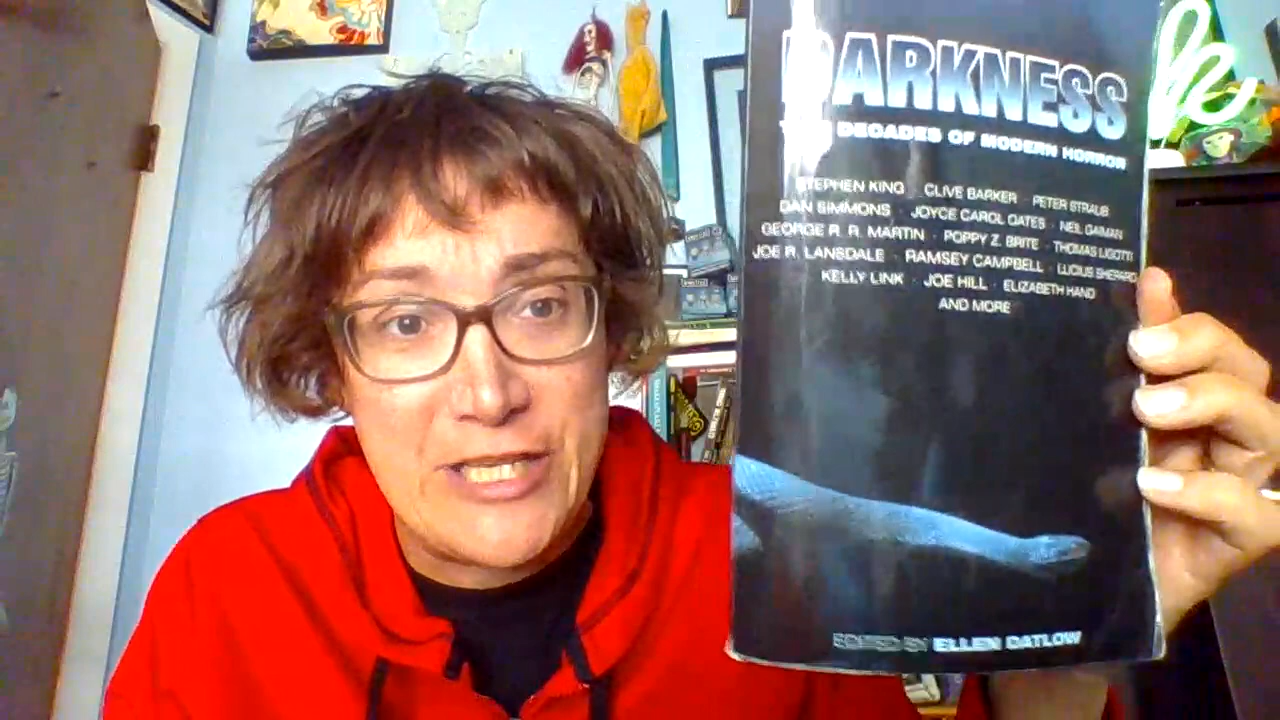 DARKNESS
DECADES OF MODERN HORROR
STEPHEN KING · CLIVE BARKER · PETER STRAUB
DAN SIMMONS · JOYCE CAROL OATES · NEIL GAIMAN
GEORGE R. R. MARTIN · POPPY Z. BRITE · THOMAS LIGOTTI
JOE R. LANSDALE · RAMSEY CAMPBELL · LUCIUS SHEPARD
KELLY LINK · JOE HILL · ELIZABETH HAND
AND MORE
EDITED BY ELLEN DATLOW